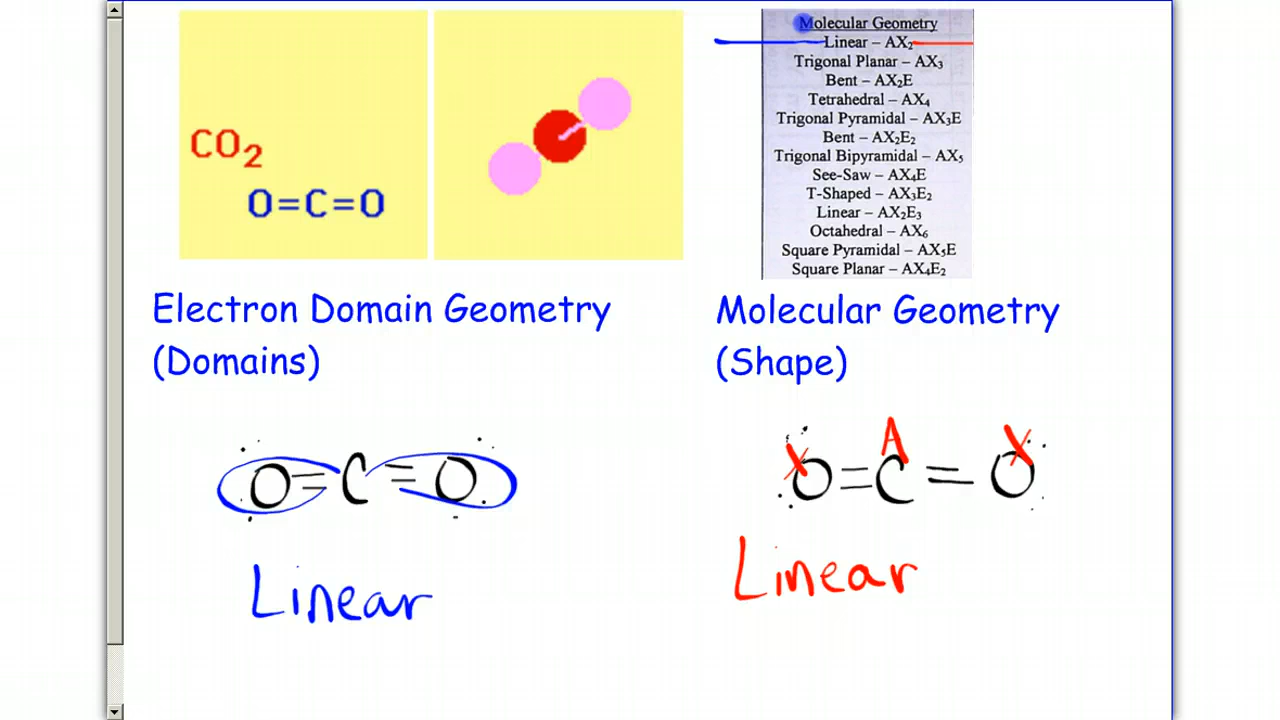 CO₂
O=C=O
Molecular Geometry
Linear – AX₂
Trigonal Planar – AX₃
Bent – AX₂E
Tetrahedral – AX₄
Trigonal Pyramidal – AX₃E
Bent – AX₂E₂
Trigonal Bipyramidal – AX₅
See-Saw – AX₄E
T-Shaped – AX₃E₂
Linear – AX₂E₃
Octahedral – AX₆
Square Pyramidal – AX₅E
Square Planar – AX₄E₂
Electron Domain Geometry
(Domains)
Molecular Geometry
(Shape)
O=C=O
Linear
X A X
O=C=O
Linear